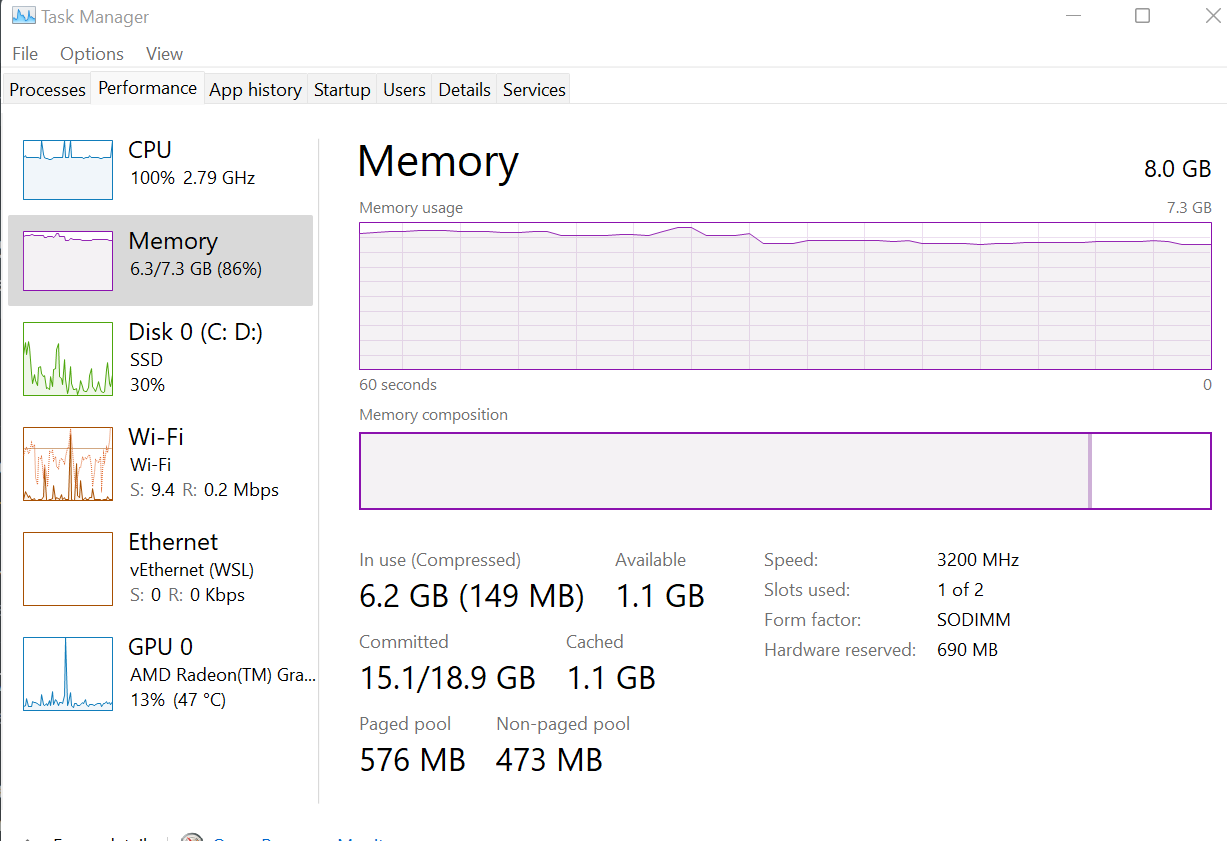 Task Manager
File Options View
Processes Performance App history Startup Users Details Services
CPU
100% 2.79 GHz
Memory
6.3/7.3 GB (86%)
Disk 0 (C: D:)
SSD
30%
Wi-Fi
Wi-Fi
S: 9.4 R: 0.2 Mbps
Ethernet
vEthernet (WSL)
S: 0 R: 0 Kbps
GPU 0
AMD Radeon(TM) Gra...
13% (47 °C)
Memory 8.0 GB
Memory usage 7.3 GB
60 seconds 0
Memory composition
In use (Compressed) Available
6.2 GB (149 MB) 1.1 GB
Committed Cached
15.1/18.9 GB 1.1 GB
Paged pool Non-paged pool
576 MB 473 MB
Speed: 3200 MHz
Slots used: 1 of 2
Form factor: SODIMM
Hardware reserved: 690 MB